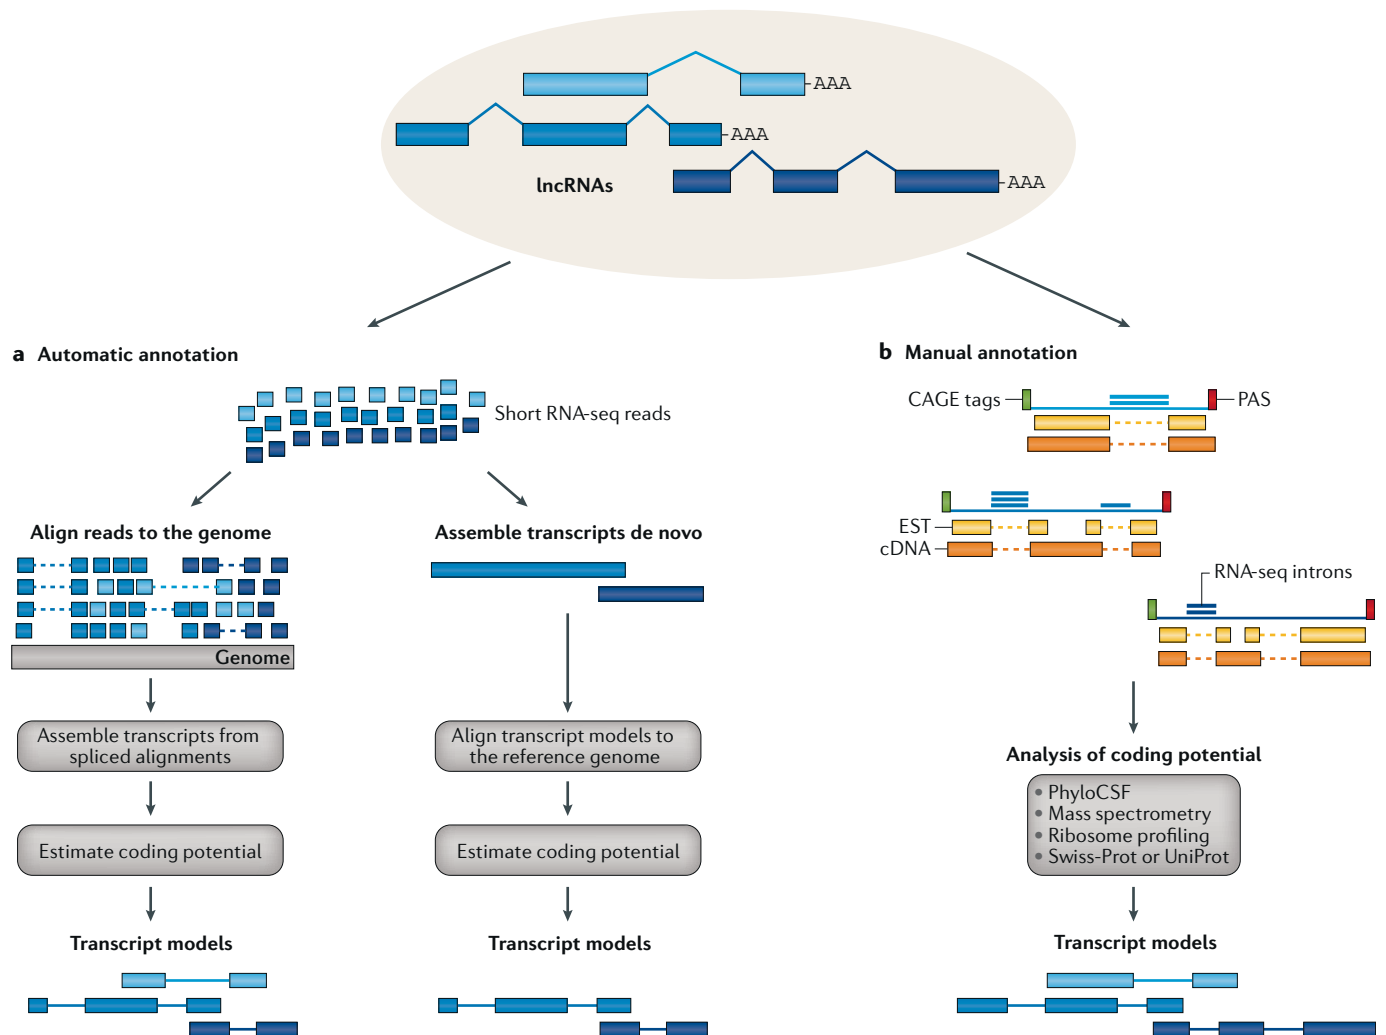 AAA
AAA
AAA
lncRNAs
a Automatic annotation
Short RNA-seq reads
Align reads to the genome
Genome
Assemble transcripts from
spliced alignments
Estimate coding potential
Transcript models
Assemble transcripts de novo
Align transcript models to
the reference genome
Estimate coding potential
Transcript models
b Manual annotation
CAGE tags
PAS
EST
cDNA
RNA-seq introns
Analysis of coding potential
• PhyloCSF
• Mass spectrometry
• Ribosome profiling
• Swiss-Prot or UniProt
Transcript models